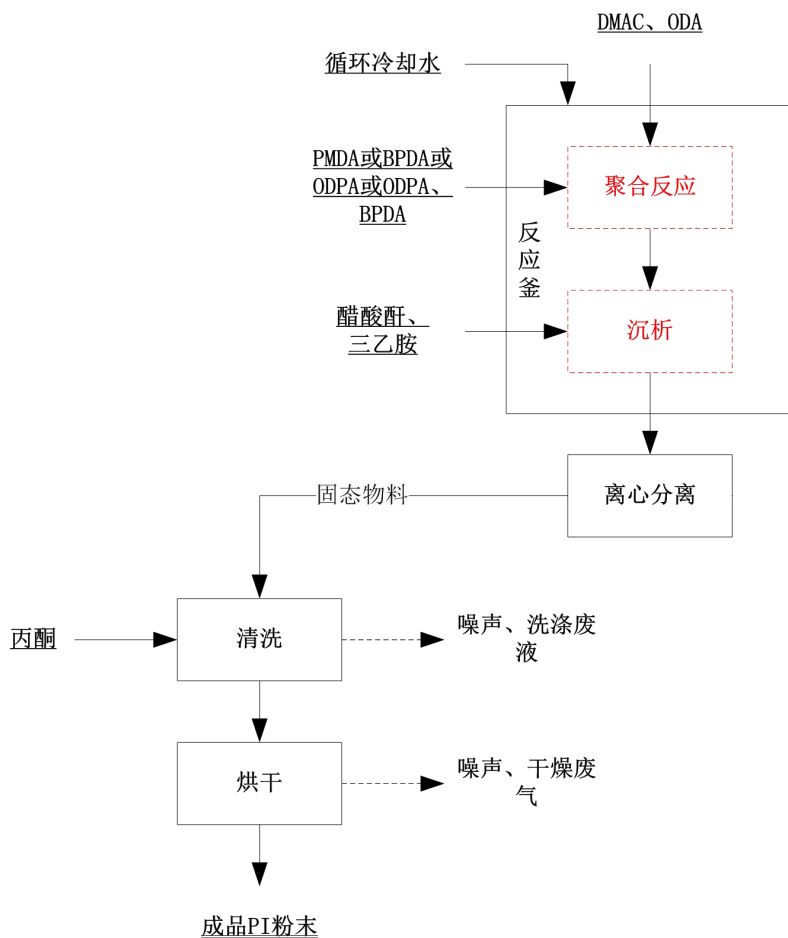 DMAC、ODA
循环冷却水
PMDA或BPDA或
ODPA或ODPA、
BPDA
聚合反应
反应釜
醋酸酐、
三乙胺
沉析
离心分离
固态物料
丙酮
清洗
噪声、洗涤废
液
烘干
噪声、干燥废
气
成品PI粉末